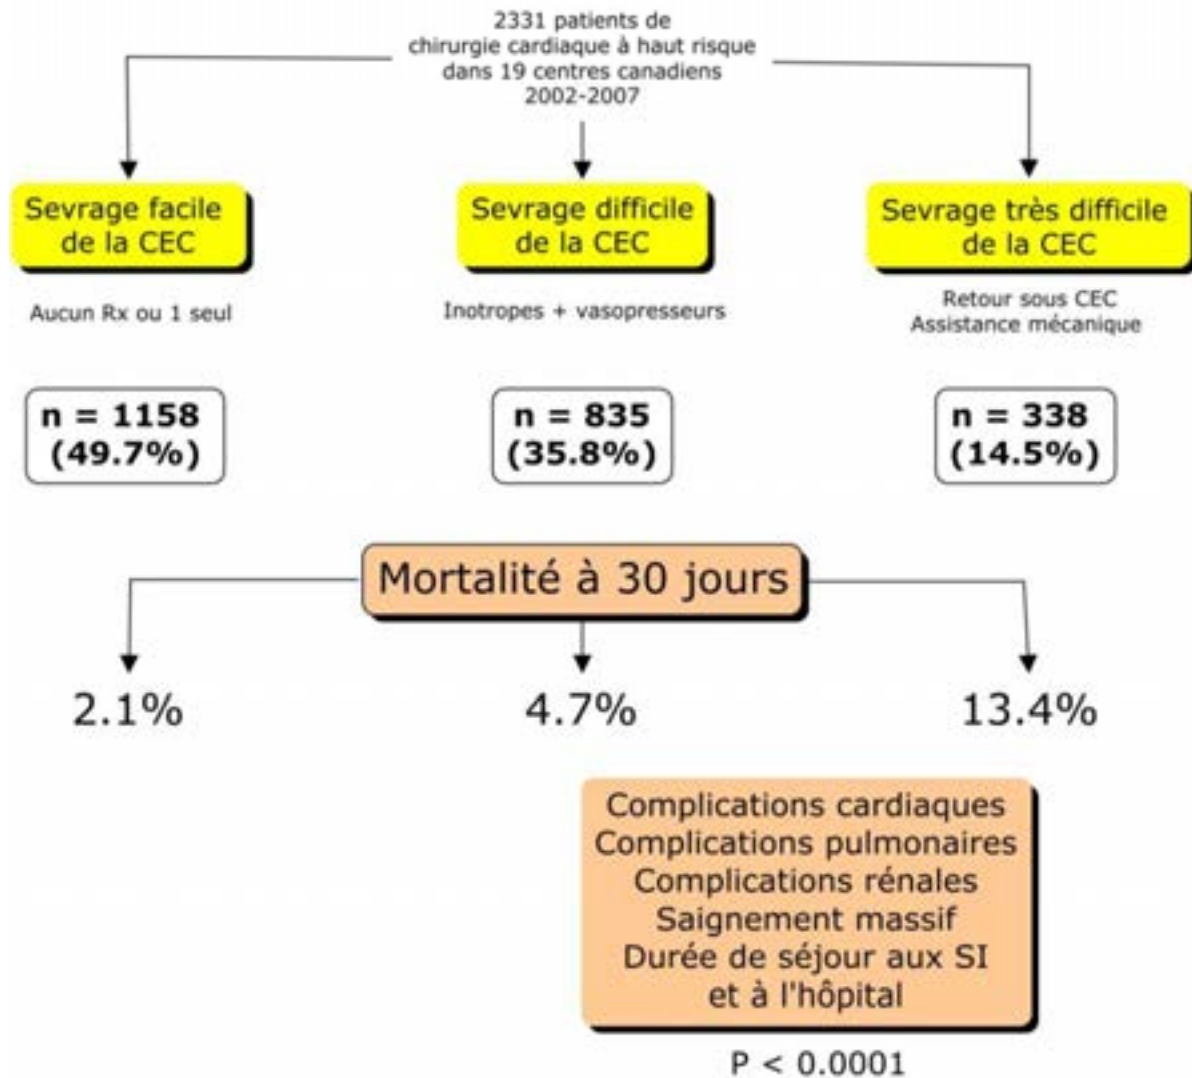 2331 patients de
chirurgie cardiaque à haut risque
dans 19 centres canadiens
2002-2007
Sevrage facile
de la CEC
Aucun Rx ou 1 seul
n = 1158
(49.7%)
Sevrage difficile
de la CEC
Inotropes + vasopresseurs
n = 835
(35.8%)
Sevrage très difficile
de la CEC
Retour sous CEC
Assistance mécanique
n = 338
(14.5%)
Mortalité à 30 jours
2.1%
4.7%
13.4%
Complications cardiaques
Complications pulmonaires
Complications rénales
Saignement massif
Durée de séjour aux SI
et à l'hôpital
P < 0.0001